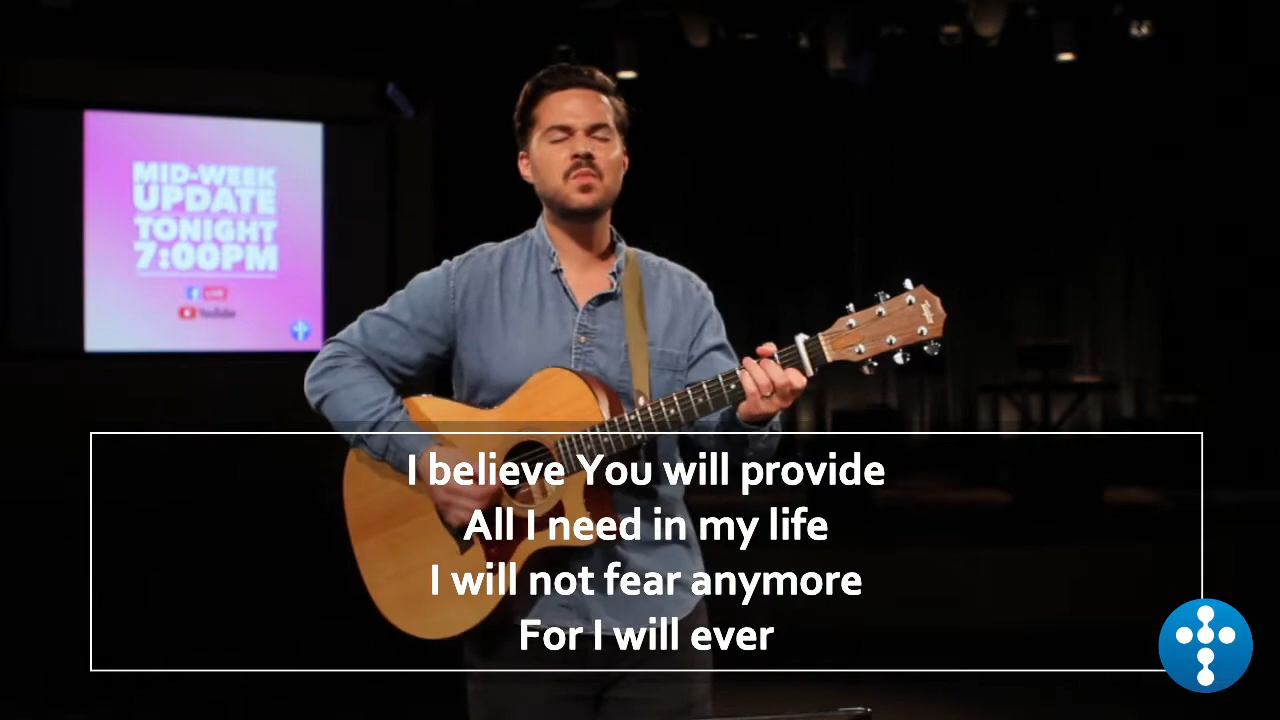 MID-WEEK
UPDATE
TONIGHT
7:00PM
LIVE
YouTube
Taylor
I believe You will provide
All I need in my life
I will not fear anymore
For I will ever